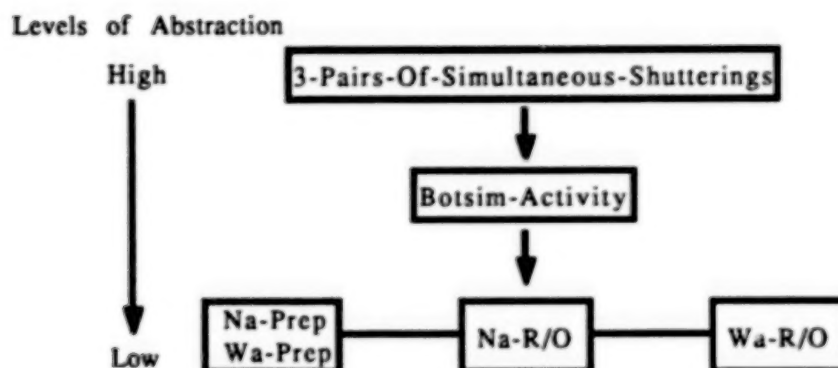 Levels of Abstraction
High
3-Pairs-Of-Simultaneous-Shutterings
Botsim-Activity
Na-Prep
Wa-Prep
Na-R/O
Wa-R/O
Low